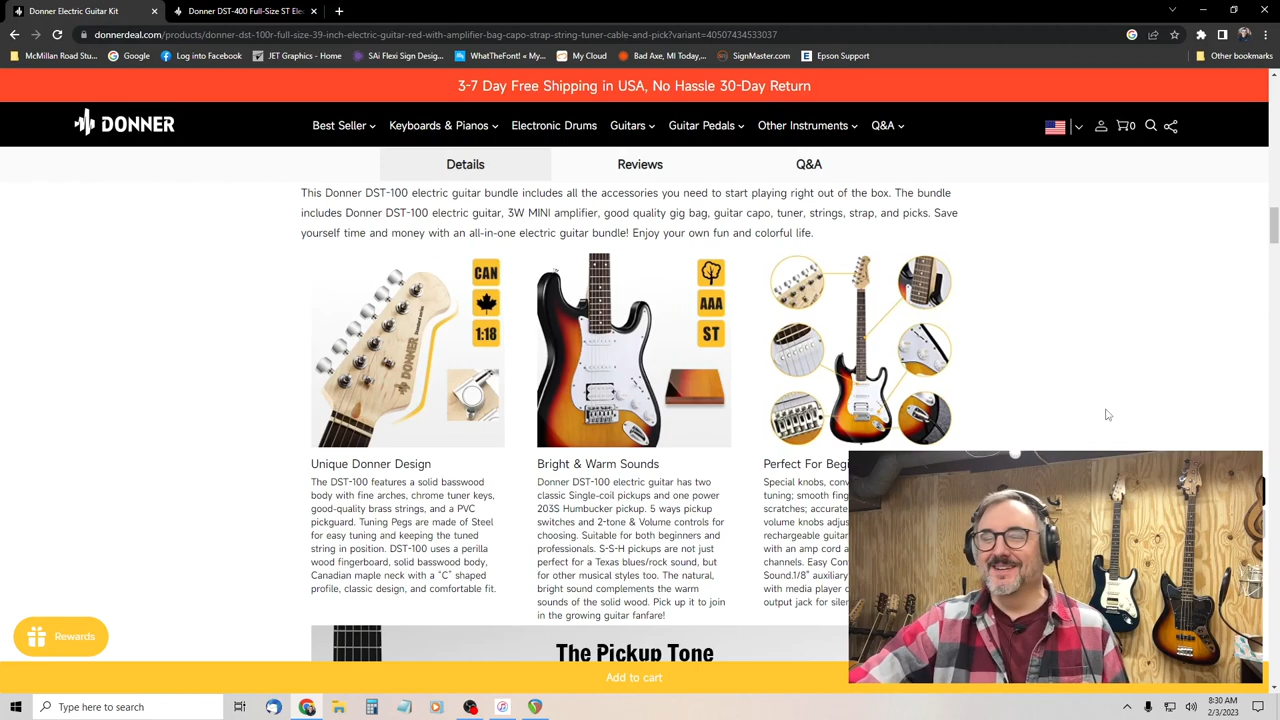 Donner Electric Guitar Kit
Donner DST-400 Full-Size ST Elec
donnerdeal.com/products/donner-dst-100r-full-size-39-inch-electric-guitar-red-with-amplifier-bag-capo-strap-string-tuner-cable-and-pick?variant=40507434533037
McMillan Road Stu...
Google
Log into Facebook
JET Graphics - Home
SAi Flexi Sign Desig...
WhatTheFont! « My...
My Cloud
Bad Axe, MI Today,...
SignMaster.com
Epson Support
Other bookmarks
3-7 Day Free Shipping in USA, No Hassle 30-Day Return
DONNER
Best Seller
Keyboards & Pianos
Electronic Drums
Guitars
Guitar Pedals
Other Instruments
Q&A
0
Details
Reviews
Q&A
This Donner DST-100 electric guitar bundle includes all the accessories you need to start playing right out of the box. The bundle
includes Donner DST-100 electric guitar, 3W MINI amplifier, good quality gig bag, guitar capo, tuner, strings, strap, and picks. Save
yourself time and money with an all-in-one electric guitar bundle! Enjoy your own fun and colorful life.
CAN
1:18
DONNER
AAA
ST
Unique Donner Design
The DST-100 features a solid basswood
body with fine arches, chrome tuner keys,
good-quality brass strings, and a PVC
pickguard. Tuning Pegs are made of Steel
for easy tuning and keeping the tuned
string in position. DST-100 uses a perilla
wood fingerboard, solid basswood body,
Canadian maple neck with a "C" shaped
profile, classic design, and comfortable fit.
Bright & Warm Sounds
Donner DST-100 electric guitar has two
classic Single-coil pickups and one power
203S Humbucker pickup. 5 ways pickup
switches and 2-tone & Volume controls for
choosing. Suitable for both beginners and
professionals. S-S-H pickups are not just
perfect for a Texas blues/rock sound, but
for other musical styles too. The natural,
bright sound complements the warm
sounds of the solid wood. Pick up it to join
in the growing guitar fanfare!
Perfect For Begi
Special knobs, conv
tuning; smooth fing
scratches; accurate
volume knobs adjus
rechargeable guitar
with an amp cord a
channels. Easy Con
Sound.1/8" auxiliary
with media player o
output jack for siler
The Pickup Tone
Rewards
Add to cart
Type here to search
8:30 AM
2/3/2023